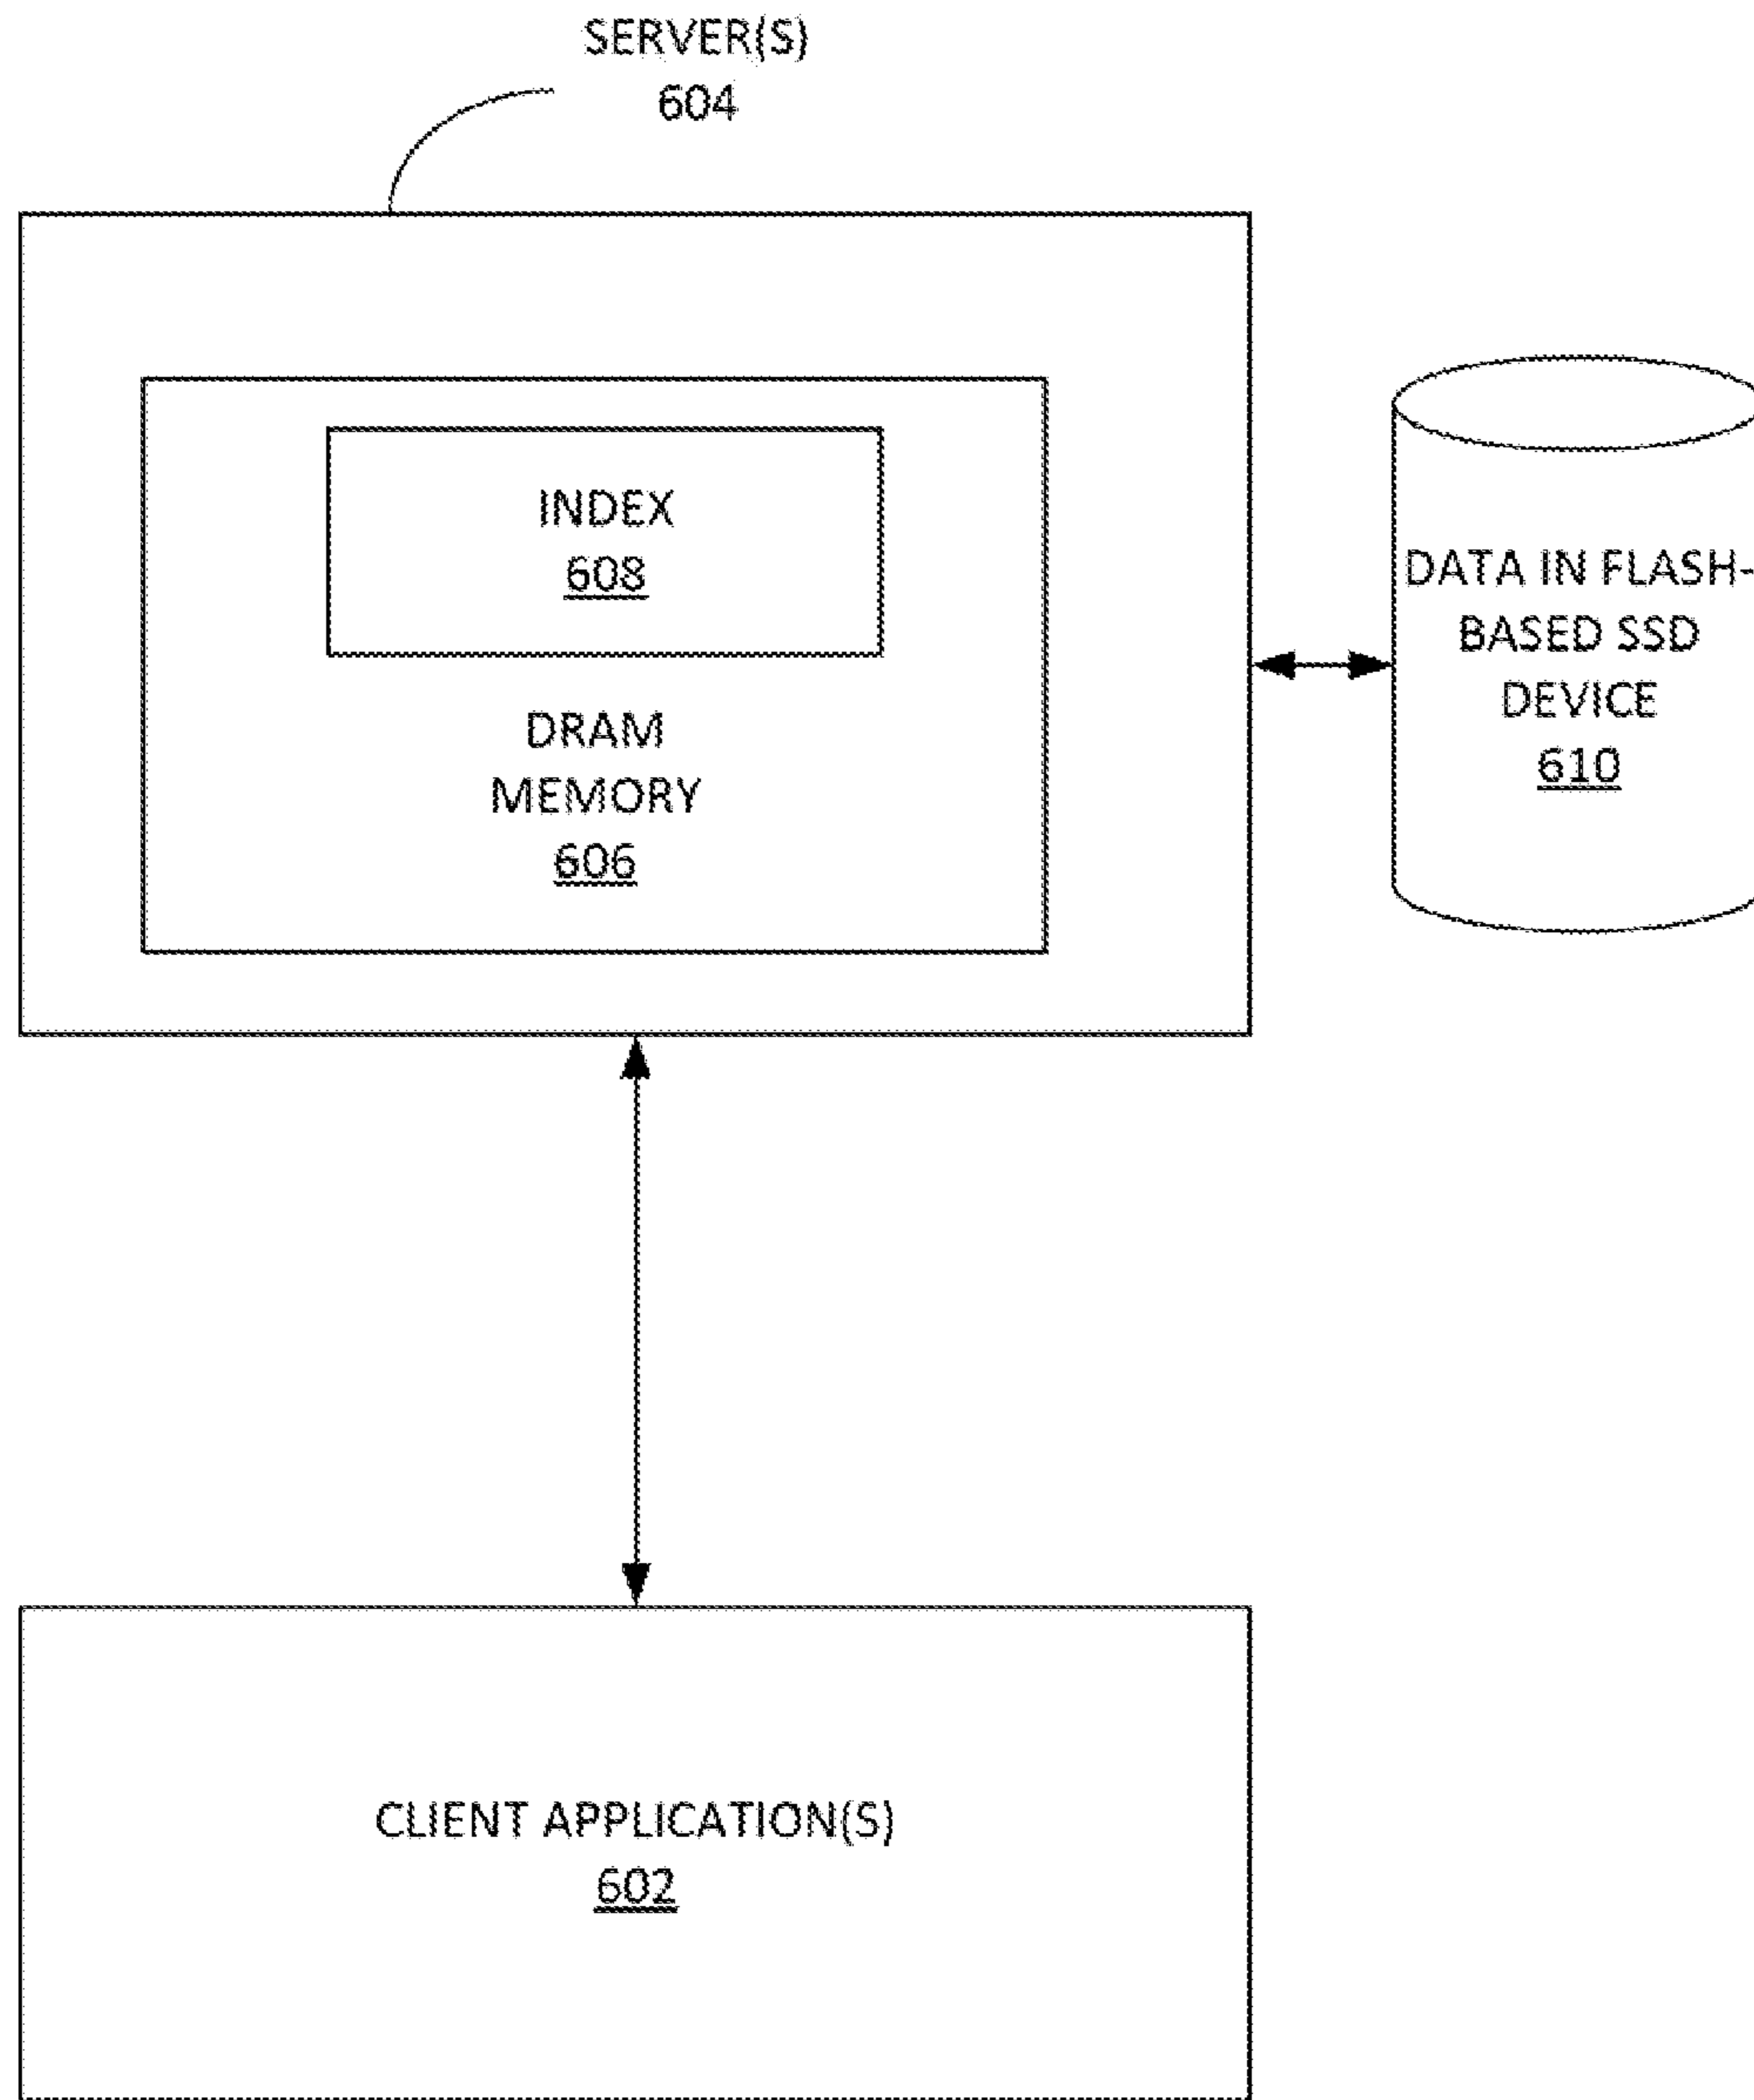 SERVER(S)
604
INDEX
608
DRAM
MEMORY
606
DATA IN FLASH-
BASED SSD
DEVICE
610
CLIENT APPLICATION(S)
602